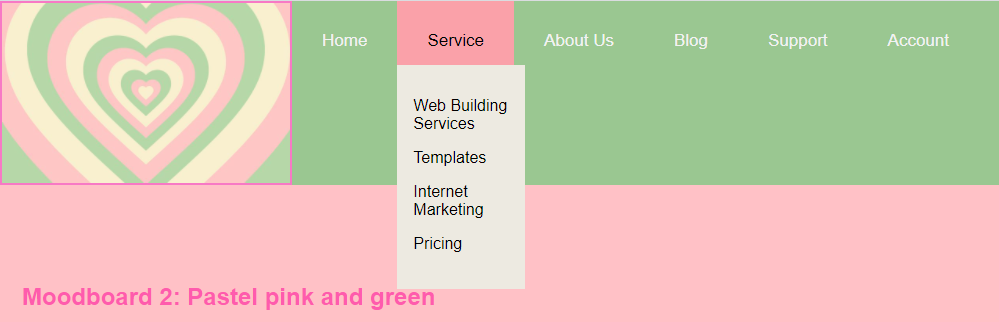 Home Service About Us Blog Support Account
Web Building
Services
Templates
Internet
Marketing
Pricing
Moodboard 2: Pastel pink and green